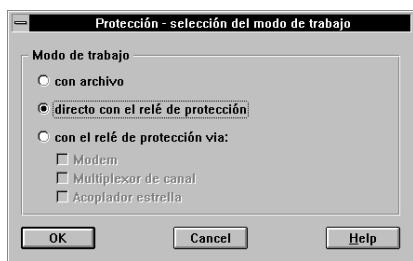 Protección - selección del modo de trabajo
Modo de trabajo
con archivo
directo con el relé de protección
con el relé de protección via:
Modem
Multiplexor de canal
Acoplador estrella
OK Cancel Help